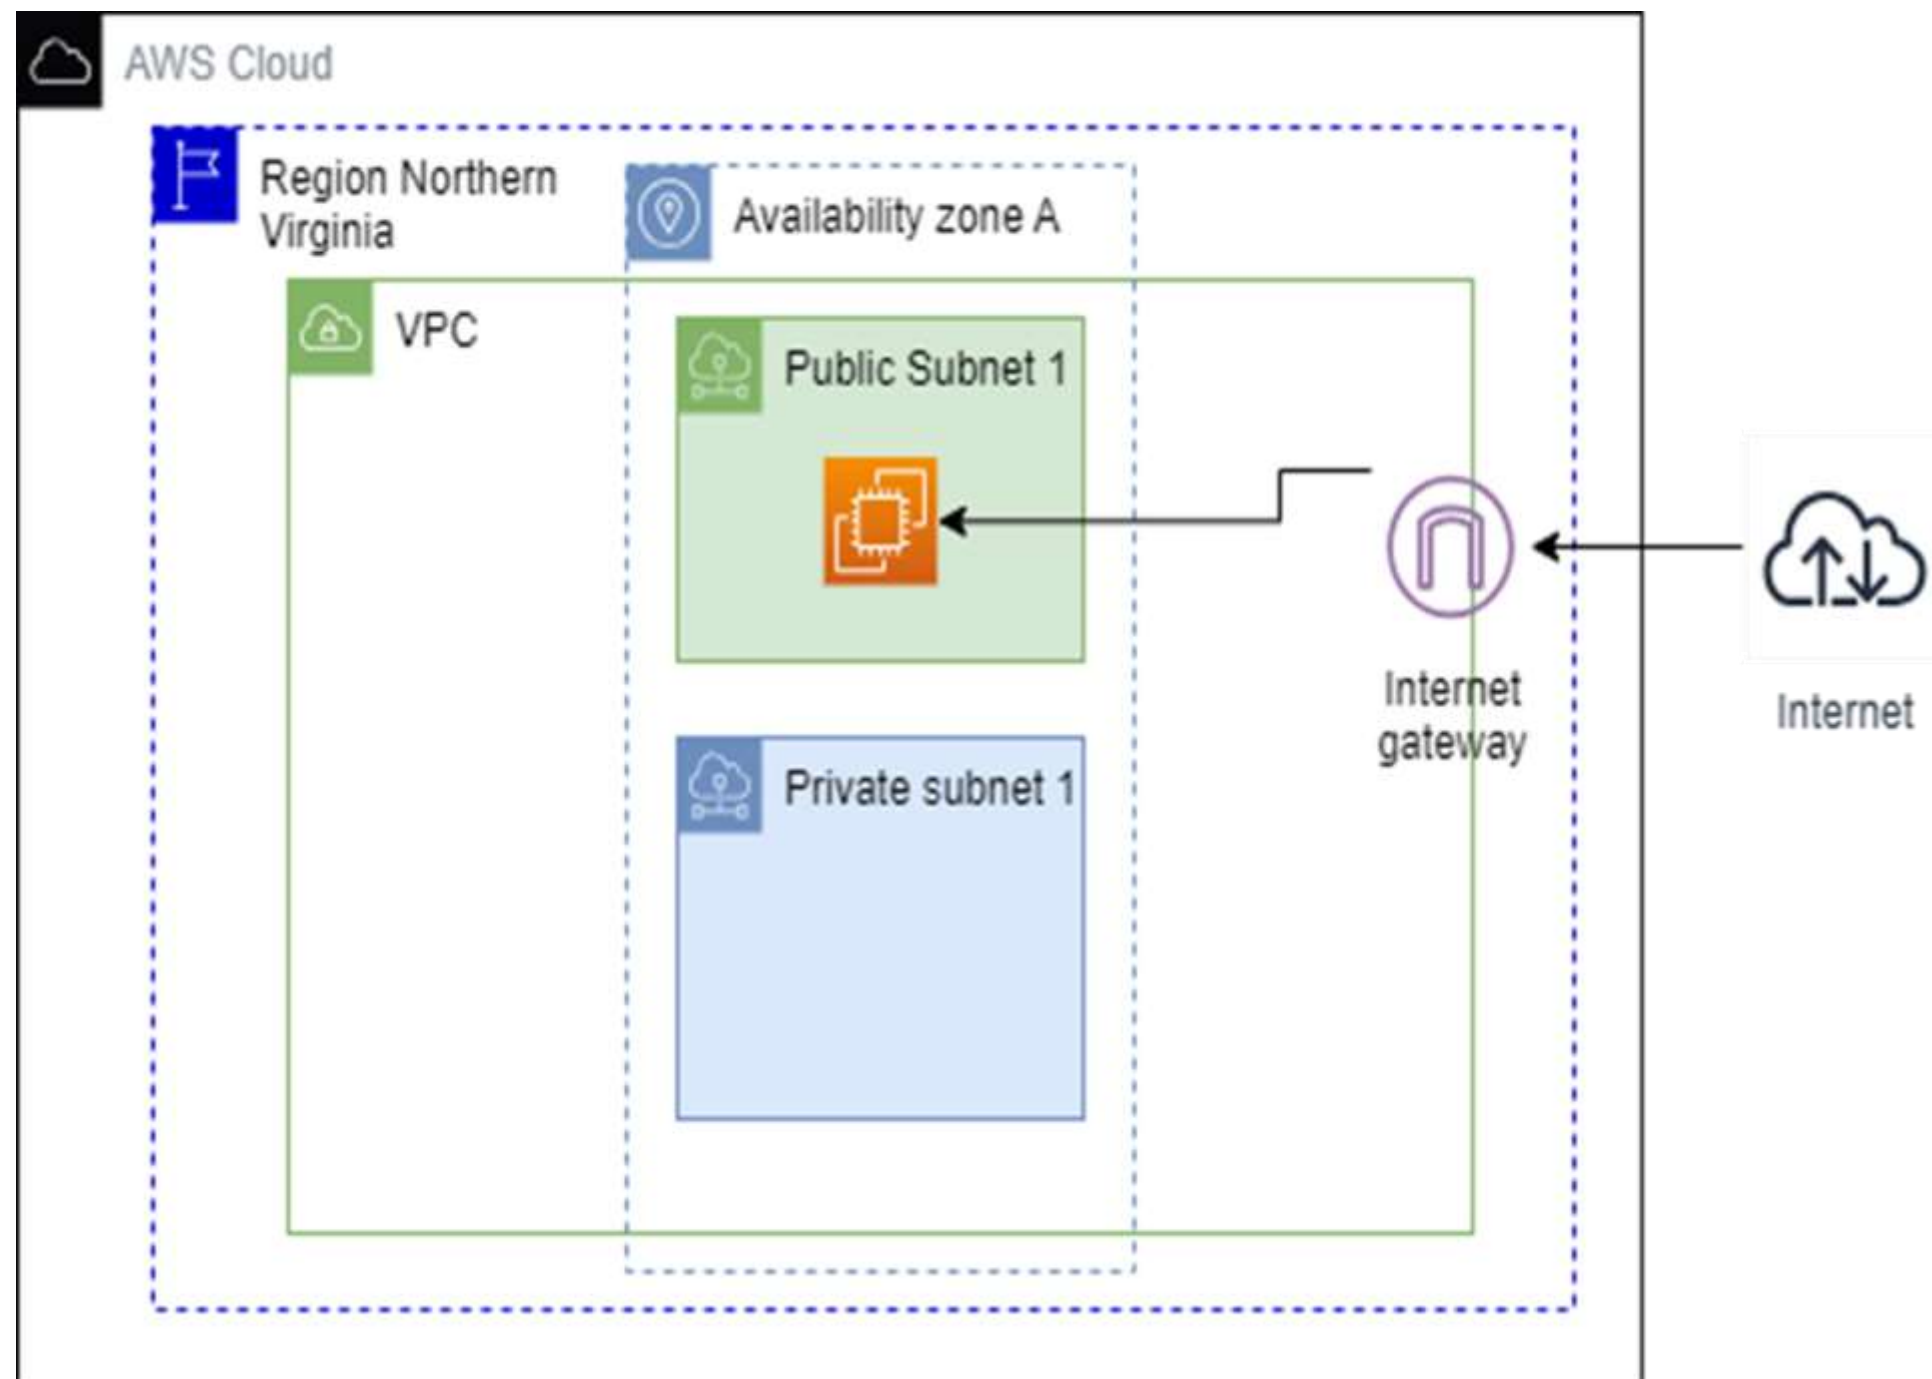 AWS Cloud
Region Northern
Virginia
Availability zone A
VPC
Public Subnet 1
Internet
gateway
Internet
Private subnet 1